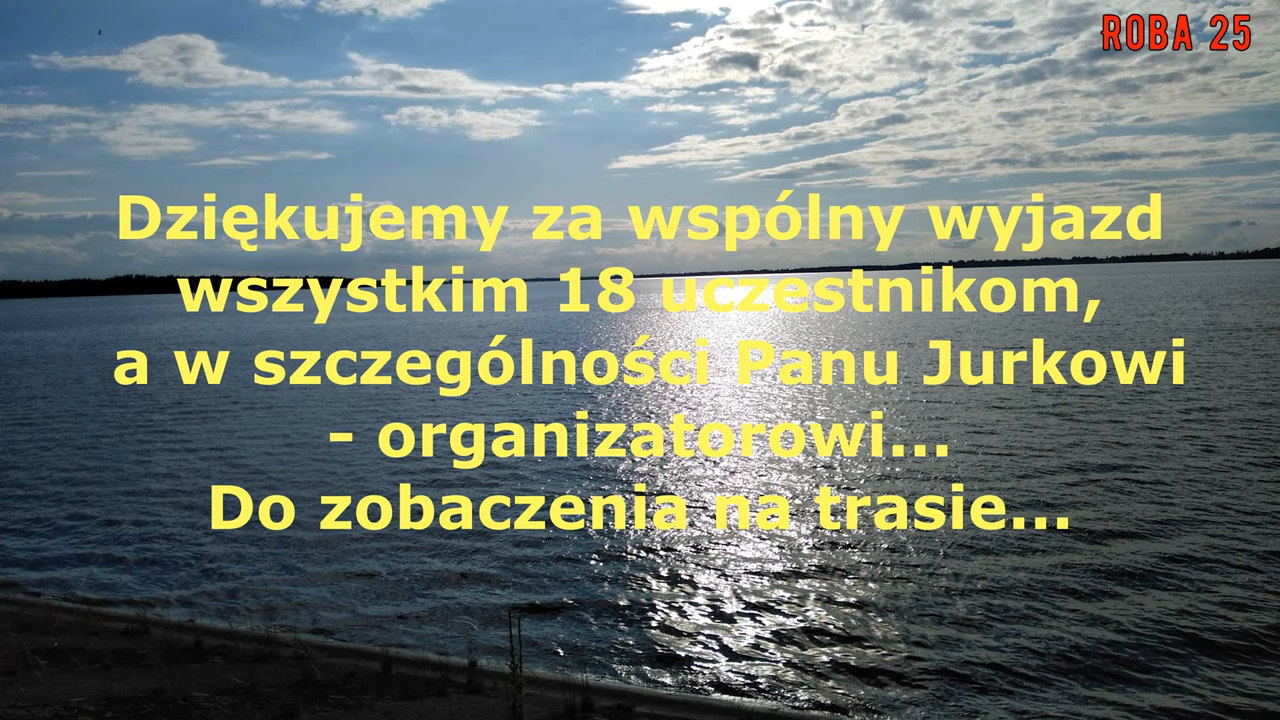 ROBA 25
Dziękujemy za wspólny wyjazd
wszystkim 18 uczestnikom,
a w szczególności Panu Jurkowi
- organizatorowi...
Do zobaczenia na trasie...